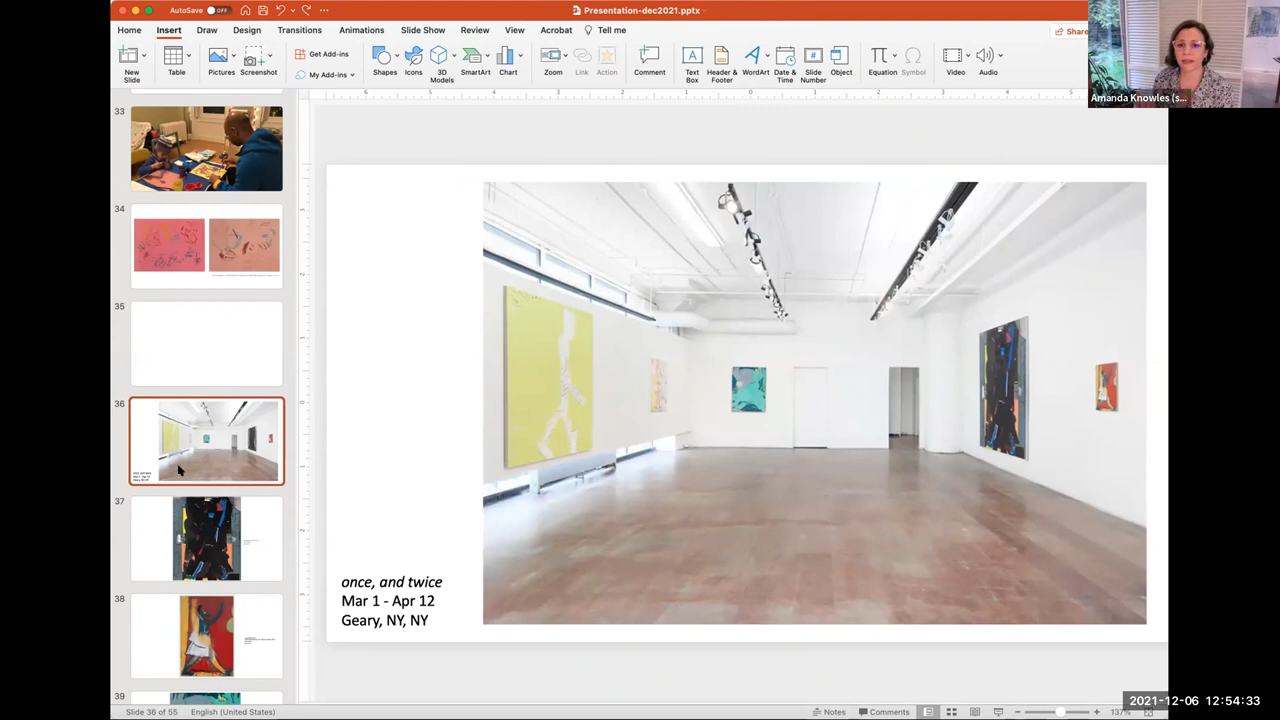 AutoSave OFF
Presentation-dec2021.pptx
Home Insert Draw Design Transitions Animations Slide Show Review View Acrobat Tell me
Share
New Slide
Table
Pictures
Screenshot
Get Add-ins
My Add-ins
Shapes
Icons
3D Models
SmartArt
Chart
Zoom
Link
Action
Comment
Text Box
Header & Footer
WordArt
Date & Time
Slide Number
Object
Equation
Symbol
Video
Audio
Amanda Knowles (s...
33
34
35
36
37
38
39
once, and twice
Mar 1 - Apr 12
Geary, NY, NY
Slide 36 of 55 English (United States)
Notes Comments
137%
2021-12-06 12:54:33